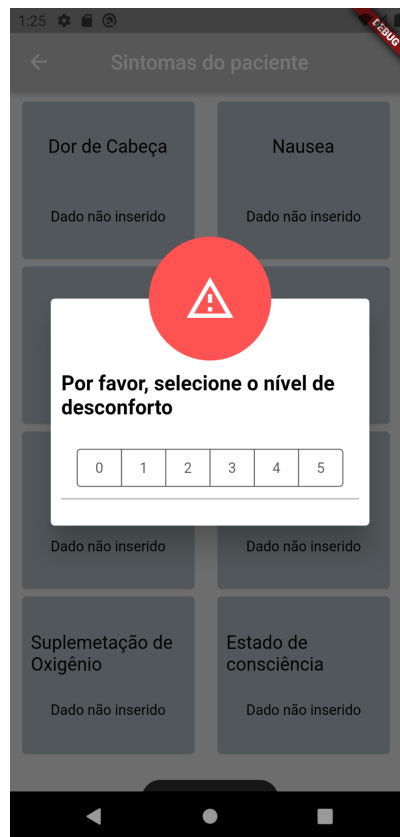 1:25
DEBUG
Sintomas do paciente
Dor de Cabeça
Nausea
Dado não inserido
Dado não inserido
Por favor, selecione o nível de
desconforto
0 1 2 3 4 5
Dado não inserido
Dado não inserido
Suplemetação de
Oxigênio
Estado de
consciência
Dado não inserido
Dado não inserido